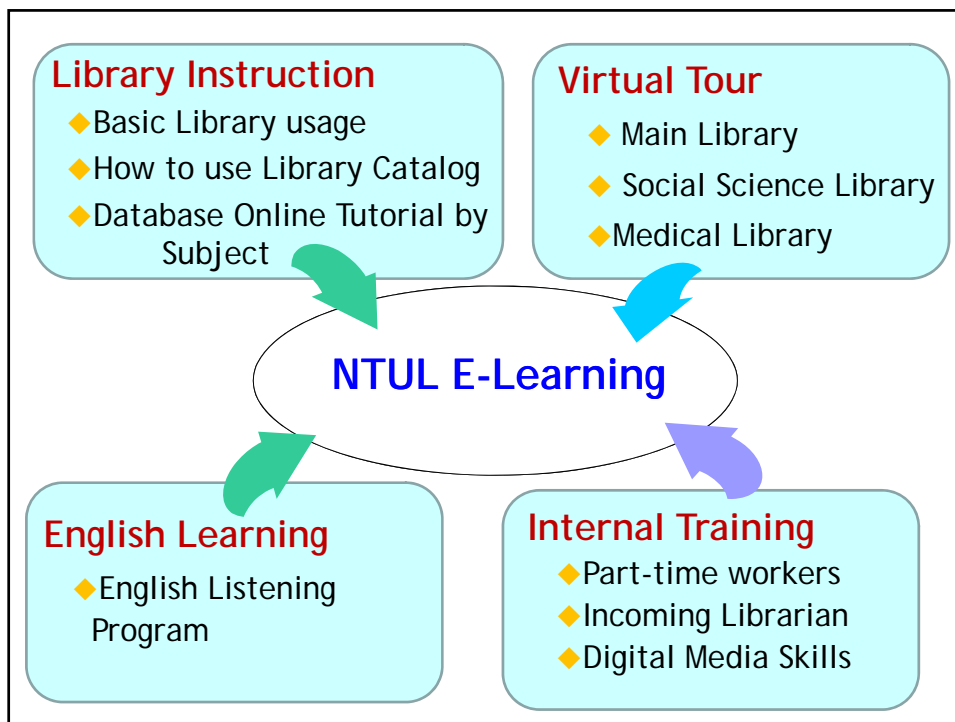 Library Instruction
◆Basic Library usage
◆How to use Library Catalog
◆Database Online Tutorial by
Subject
Virtual Tour
◆ Main Library
◆ Social Science Library
◆Medical Library
NTUL E-Learning
English Learning
◆English Listening
Program
Internal Training
◆Part-time workers
◆Incoming Librarian
◆Digital Media Skills